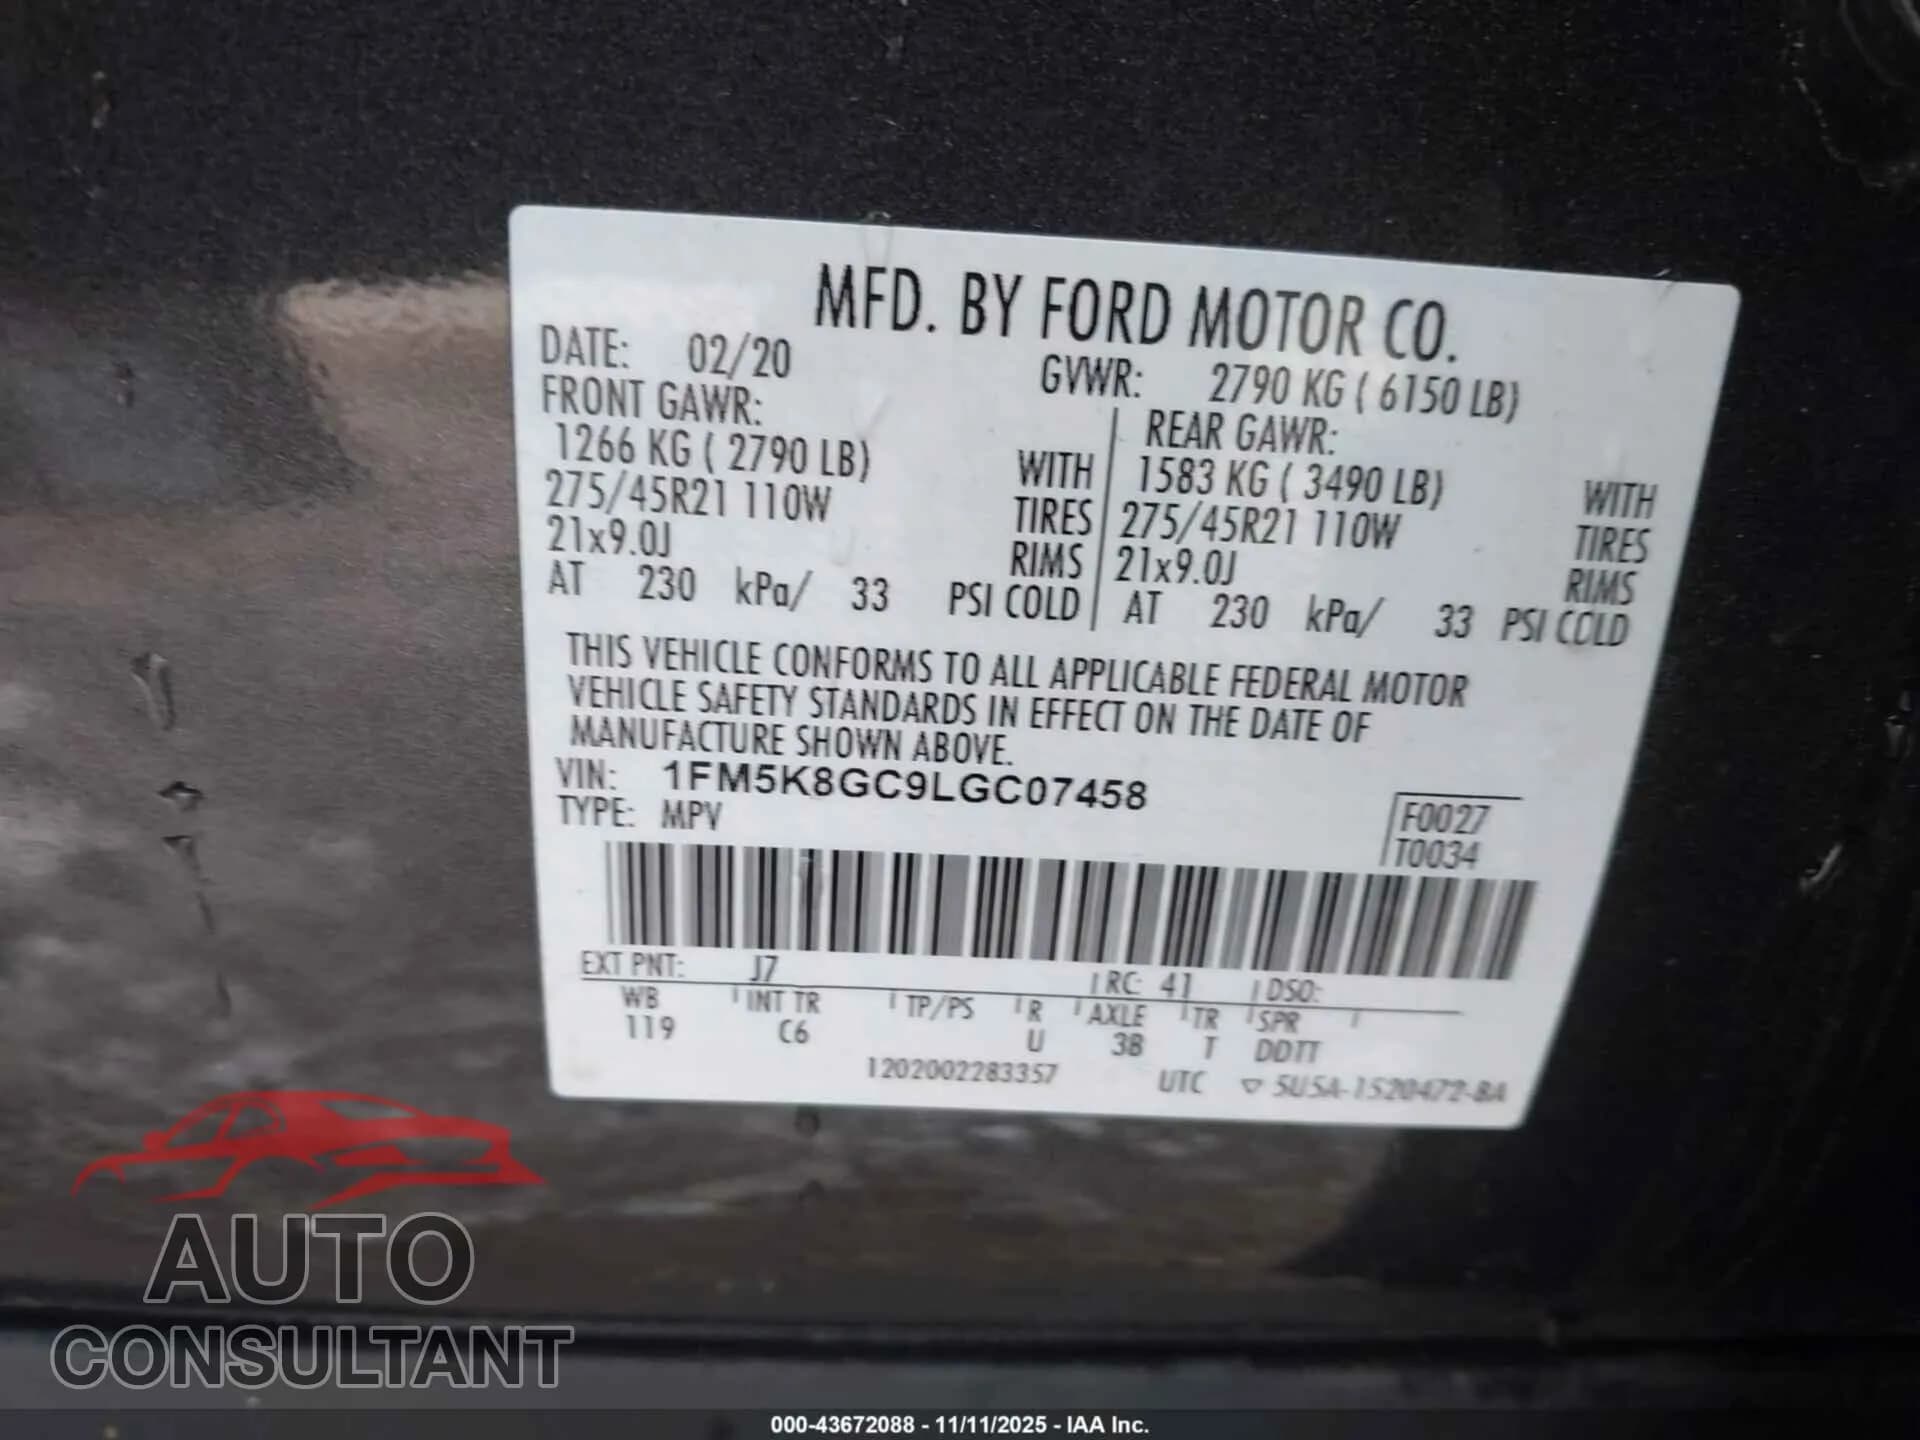 MFD. BY FORD MOTOR CO.
DATE: 02/20 GVWR: 2790 KG ( 6150 LB)
FRONT GAWR: REAR GAWR:
1266 KG ( 2790 LB) WITH 1583 KG ( 3490 LB) WITH
275/45R21 110W TIRES 275/45R21 110W TIRES
21x9.0J RIMS 21x9.0J RIMS
AT 230 kPa/ 33 PSI COLD AT 230 kPa/ 33 PSI COLD
THIS VEHICLE CONFORMS TO ALL APPLICABLE FEDERAL MOTOR
VEHICLE SAFETY STANDARDS IN EFFECT ON THE DATE OF
MANUFACTURE SHOWN ABOVE.
VIN: 1FM5K8GC9LGC07458
TYPE: MPV
F0027
T0034
EXT PNT: J7 RC: 41 DSO:
WB INT TR TP/PS R AXLE TR SPR
119 C6 U 3B T DDTT
1202002283357 UTC ▽ 5U5A-1520472-BA
AUTO
CONSULTANT
000-43672088 - 11/11/2025 - IAA Inc.